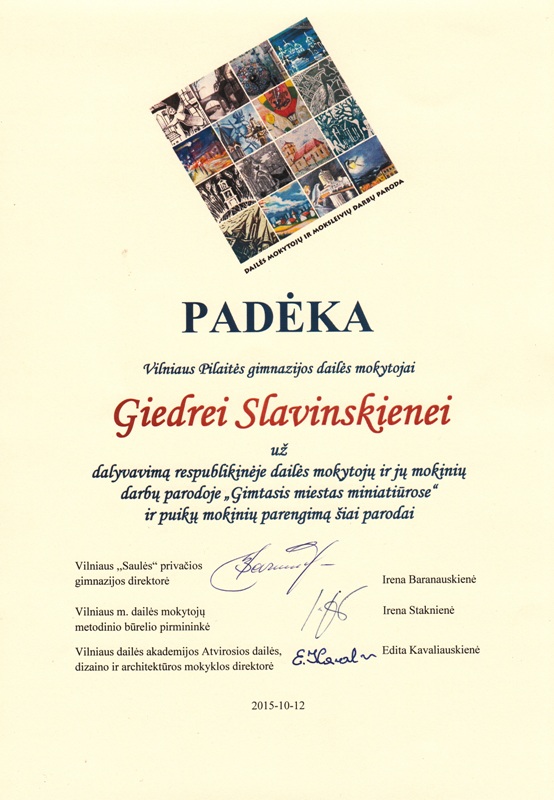 DAILĖS MOKYTOJŲ IR MOKSLEIVIŲ DARBŲ PARODA
PADĖKA
Vilniaus Pilaitės gimnazijos dailės mokytojai
Giedrei Slavinskienei
už
dalyvavimą respublikinėje dailės mokytojų ir jų mokinių
darbų parodoje „Gimtasis miestas miniatiūrose“
ir puikų mokinių parengimą šiai parodai
Vilniaus „Saulės“ privačios
gimnazijos direktorė
Irena Baranauskienė
Vilniaus m. dailės mokytojų
metodinio būrelio pirmininkė
Irena Staknienė
Vilniaus dailės akademijos Atvirosios dailės,
dizaino ir architektūros mokyklos direktorė
Edita Kavaliauskienė
2015-10-12